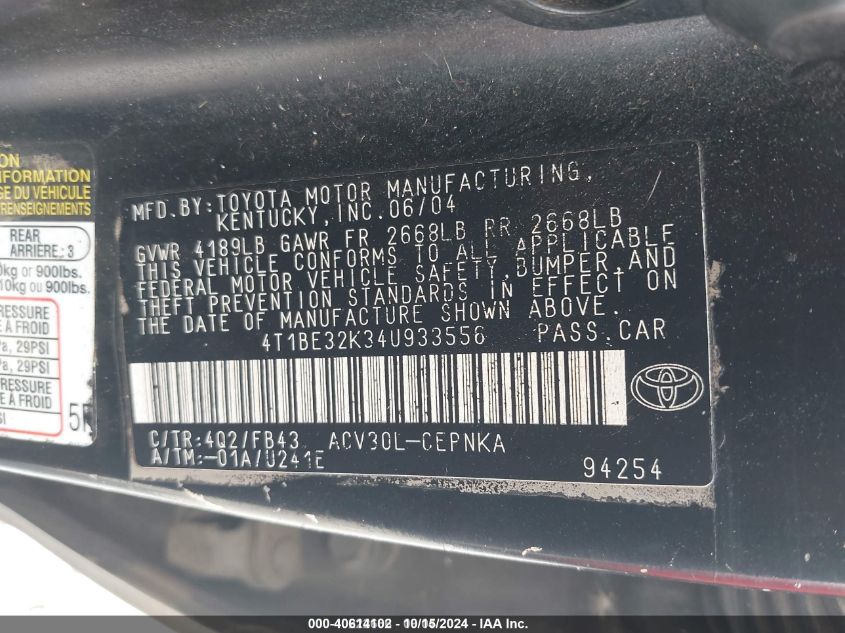 ON
INFORMATION
GE DU VÉHICULE
RENSEIGNEMENTS
REAR
ARRIÈRE: 3
0kg or 900lbs.
10kg ou 900lbs.
PRESSURE
E À FROID
a, 29PSI
a, 29PSI
PRESSURE
E À FROID
SI
5
MFD. BY: TOYOTA MOTOR MANUFACTURING,
KENTUCKY, INC. 06/04
GVWR 4189LB GAWR FR 2668LB RR 2668LB
THIS VEHICLE CONFORMS TO ALL APPLICABLE
FEDERAL MOTOR VEHICLE SAFETY, BUMPER AND
THEFT PREVENTION STANDARDS IN EFFECT ON
THE DATE OF MANUFACTURE SHOWN ABOVE.
4T1BE32K34U933556 PASS. CAR
C/TR: 4Q2/FB43 ACV30L-CEPNKA
A/TM: -01A/U241E
94254
000-40614102 - 10/15/2024 - IAA Inc.